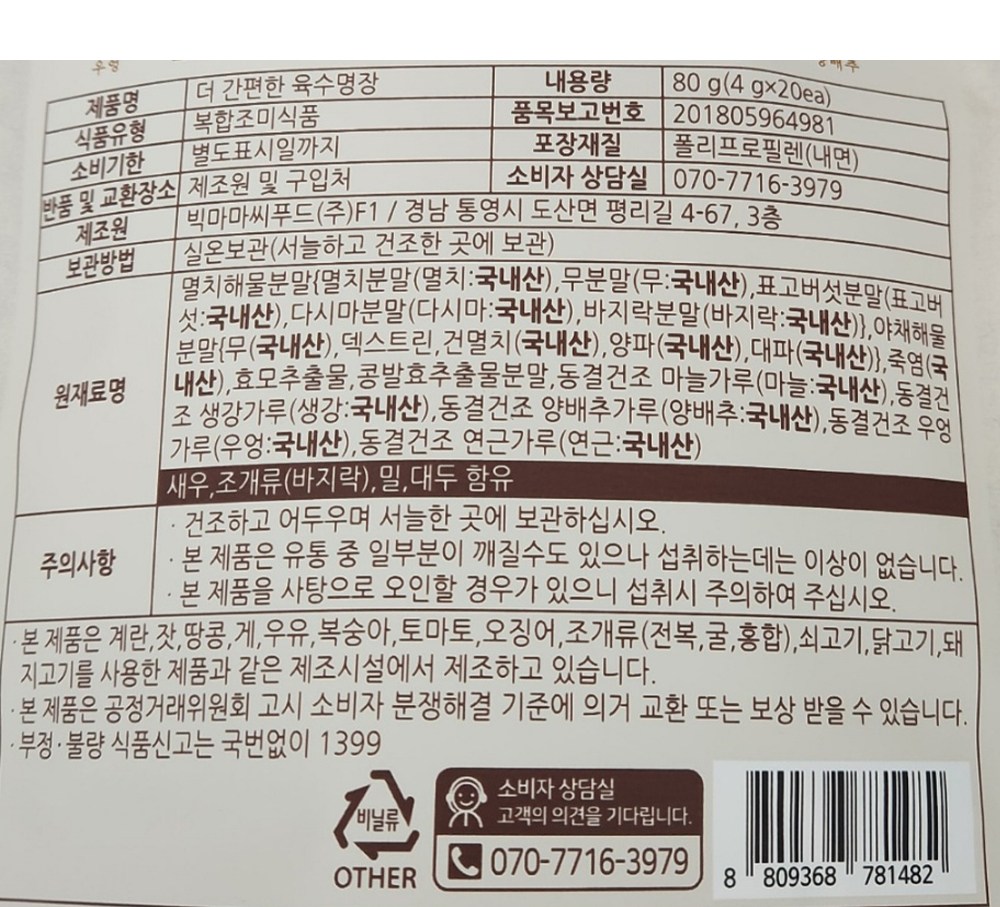 제품명 더 간편한 육수명장 내용량 80 g(4 g×20ea)
식품유형 복합조미식품 품목보고번호 201805964981
소비기한 별도표시일까지 포장재질 폴리프로필렌(내면)
반품 및 교환장소 제조원 및 구입처 소비자 상담실 070-7716-3979
제조원 빅마마씨푸드(주)F1 / 경남 통영시 도산면 평리길 4-67, 3층
보관방법 실온보관(서늘하고 건조한 곳에 보관)
원재료명
멸치해물분말{멸치분말(멸치:국내산),무분말(무:국내산),표고버섯분말(표고버
섯:국내산),다시마분말(다시마:국내산),바지락분말(바지락:국내산)},야채해물
분말{무(국내산),덱스트린,건멸치(국내산),양파(국내산),대파(국내산)},죽염(국
내산),효모추출물,콩발효추출물분말,동결건조 마늘가루(마늘:국내산),동결건
조 생강가루(생강:국내산),동결건조 양배추가루(양배추:국내산),동결건조 우엉
가루(우엉:국내산),동결건조 연근가루(연근:국내산)
새우,조개류(바지락),밀,대두 함유
주의사항
· 건조하고 어두우며 서늘한 곳에 보관하십시오.
· 본 제품은 유통 중 일부분이 깨질수도 있으나 섭취하는데는 이상이 없습니다.
· 본 제품을 사탕으로 오인할 경우가 있으니 섭취시 주의하여 주십시오.
· 본 제품은 계란,잣,땅콩,게,우유,복숭아,토마토,오징어,조개류(전복,굴,홍합),쇠고기,닭고기,돼
지고기를 사용한 제품과 같은 제조시설에서 제조하고 있습니다.
· 본 제품은 공정거래위원회 고시 소비자 분쟁해결 기준에 의거 교환 또는 보상 받을 수 있습니다.
· 부정·불량 식품신고는 국번없이 1399
비닐류
OTHER
소비자 상담실
고객의 의견을 기다립니다.
070-7716-3979
8 809368 781482